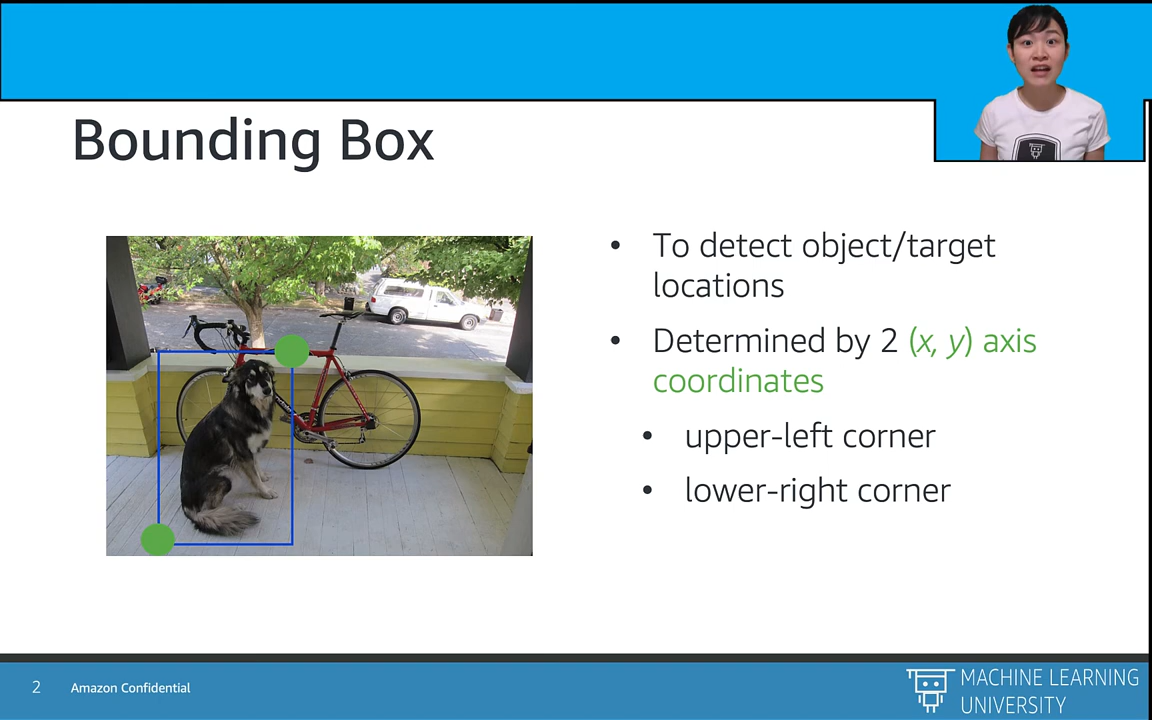 Bounding Box
• To detect object/target
locations
• Determined by 2 (x, y) axis
coordinates
• upper-left corner
• lower-right corner
2 Amazon Confidential
MACHINE LEARNING
UNIVERSITY